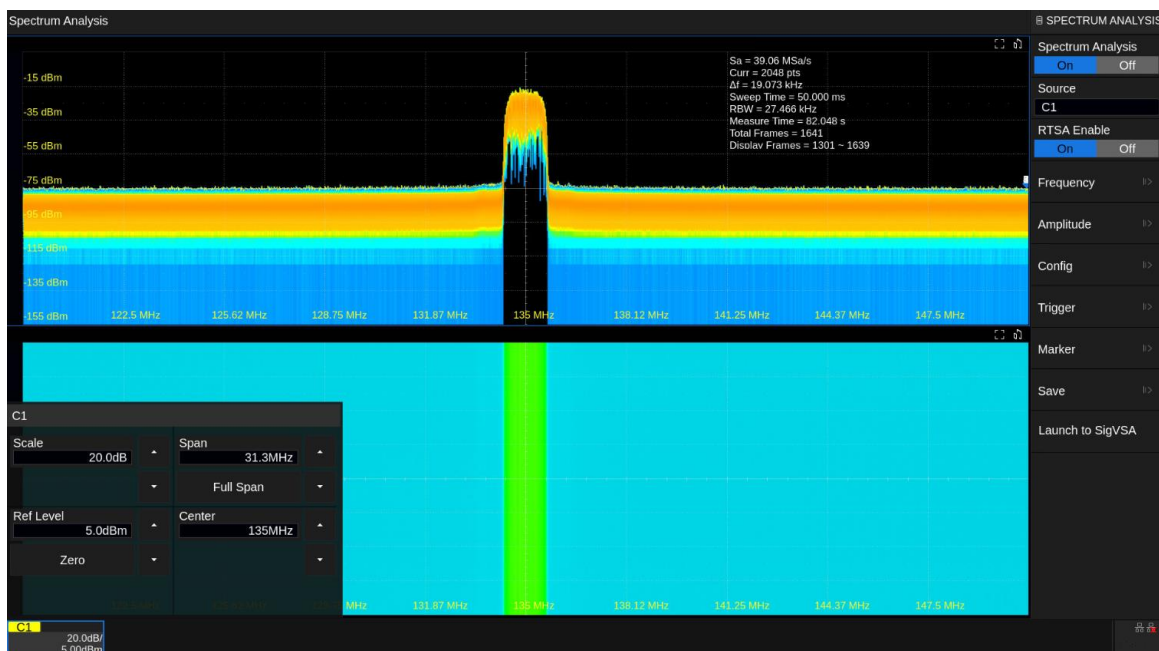 Spectrum Analysis
SPECTRUM ANALYSIS
Sa = 39.06 MSa/s
Curr = 2048 pts
Δf = 19.073 kHz
Sweep Time = 50.000 ms
RBW = 27.466 kHz
Measure Time = 82.048 s
Total Frames = 1641
Display Frames = 1301 ~ 1639
-15 dBm
-35 dBm
-55 dBm
-75 dBm
-95 dBm
-115 dBm
-135 dBm
-155 dBm
122.5 MHz
125.62 MHz
128.75 MHz
131.87 MHz
135 MHz
138.12 MHz
141.25 MHz
144.37 MHz
147.5 MHz
Spectrum Analysis
On Off
Source
C1
RTSA Enable
On Off
Frequency
Amplitude
Config
Trigger
Marker
Save
Launch to SigVSA
C1
Scale
20.0dB
Span
31.3MHz
Full Span
Ref Level
5.0dBm
Center
135MHz
Zero
MHz
131.87 MHz
135 MHz
138.12 MHz
141.25 MHz
144.37 MHz
147.5 MHz
C1
20.0dB/
5.00dBm